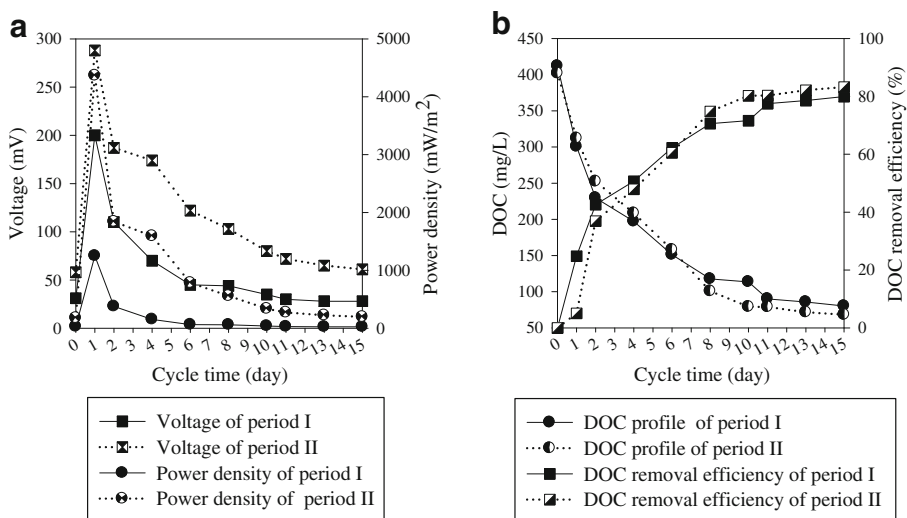 a
300
250
200
150
100
50
0
Voltage (mV)
5000
4000
3000
2000
1000
0
Power density (mW/m²)
0 1 2 3 4 5 6 7 8 9 10 11 12 13 14 15
Cycle time (day)
Voltage of period I
Voltage of period II
Power density of period I
Power density of period II
b
450
400
350
300
250
200
150
100
50
DOC (mg/L)
100
80
60
40
20
0
DOC removal efficiency (%)
0 1 2 3 4 5 6 7 8 9 10 11 12 13 14 15
Cycle time (day)
DOC profile of period I
DOC profile of period II
DOC removal efficiency of period I
DOC removal efficiency of period II